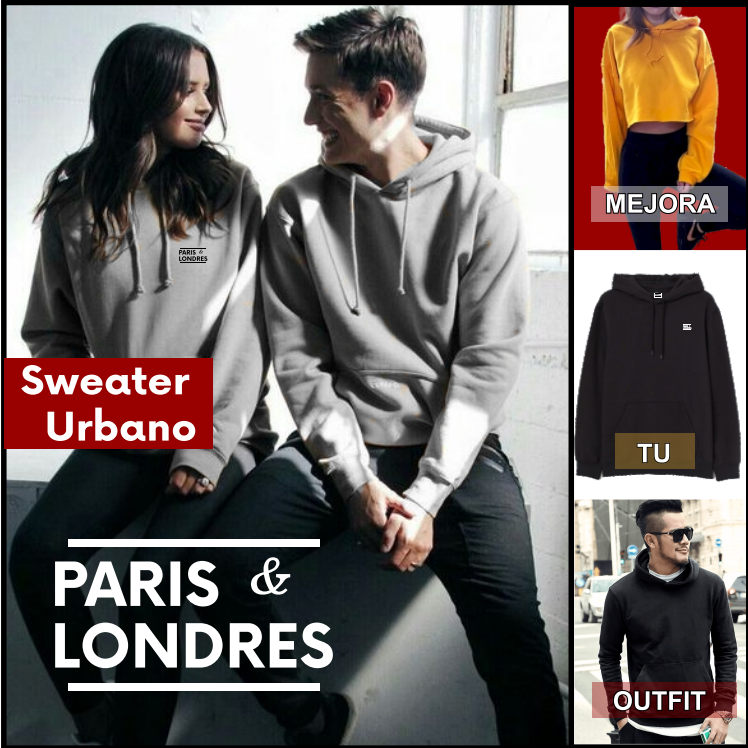 PARIS &
LONDRES
Sweater
Urbano
PARIS &
LONDRES
MEJORA
TU
OUTFIT